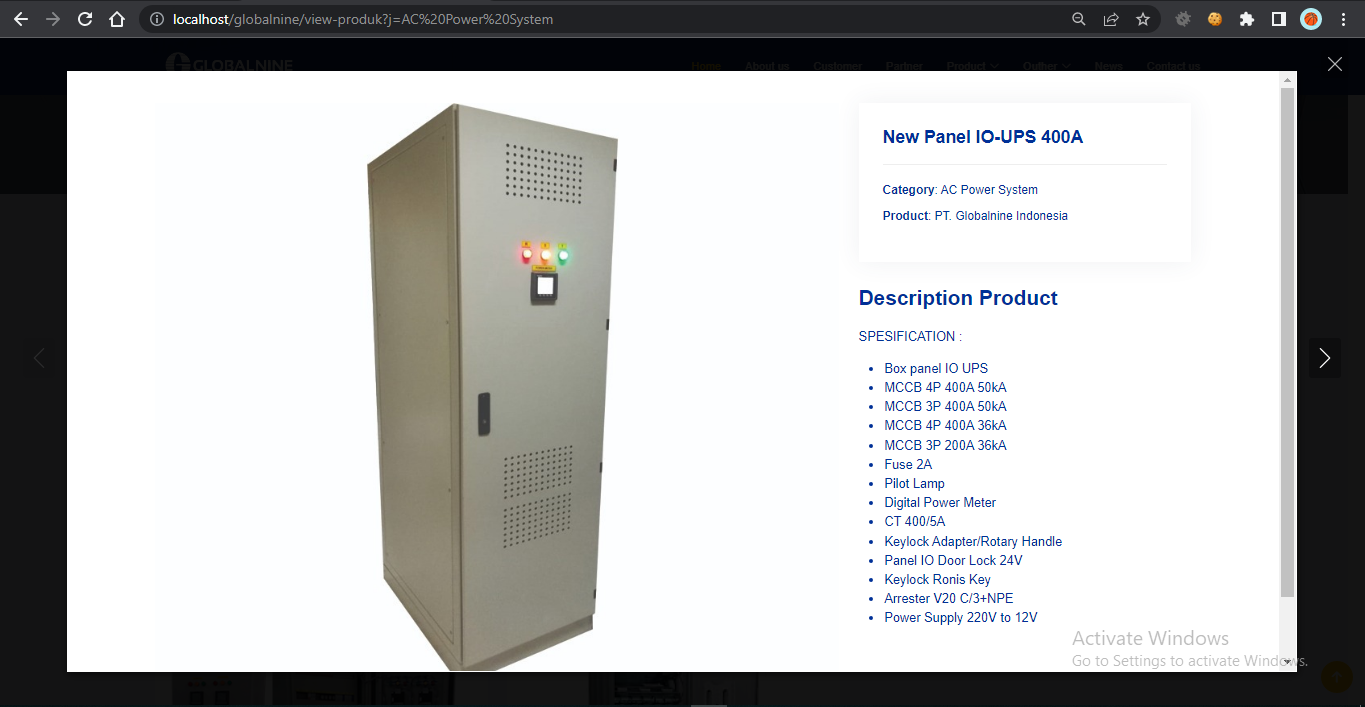 localhost/globalnine/view-produk?j=AC%20Power%20System
GLOBALNINE
Home About us Customer Partner Product Outher News Contact us
New Panel IO-UPS 400A
Category: AC Power System
Product: PT. Globalnine Indonesia
Description Product
SPESIFICATION :
Box panel IO UPS
MCCB 4P 400A 50kA
MCCB 3P 400A 50kA
MCCB 4P 400A 36kA
MCCB 3P 200A 36kA
Fuse 2A
Pilot Lamp
Digital Power Meter
CT 400/5A
Keylock Adapter/Rotary Handle
Panel IO Door Lock 24V
Keylock Ronis Key
Arrester V20 C/3+NPE
Power Supply 220V to 12V
Activate Windows
Go to Settings to activate Windows.